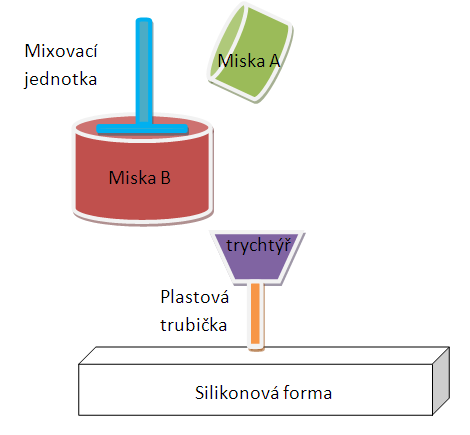 Mixovací
jednotka
Miska A
Miska B
trychtýř
Plastová
trubička
Silikonová forma